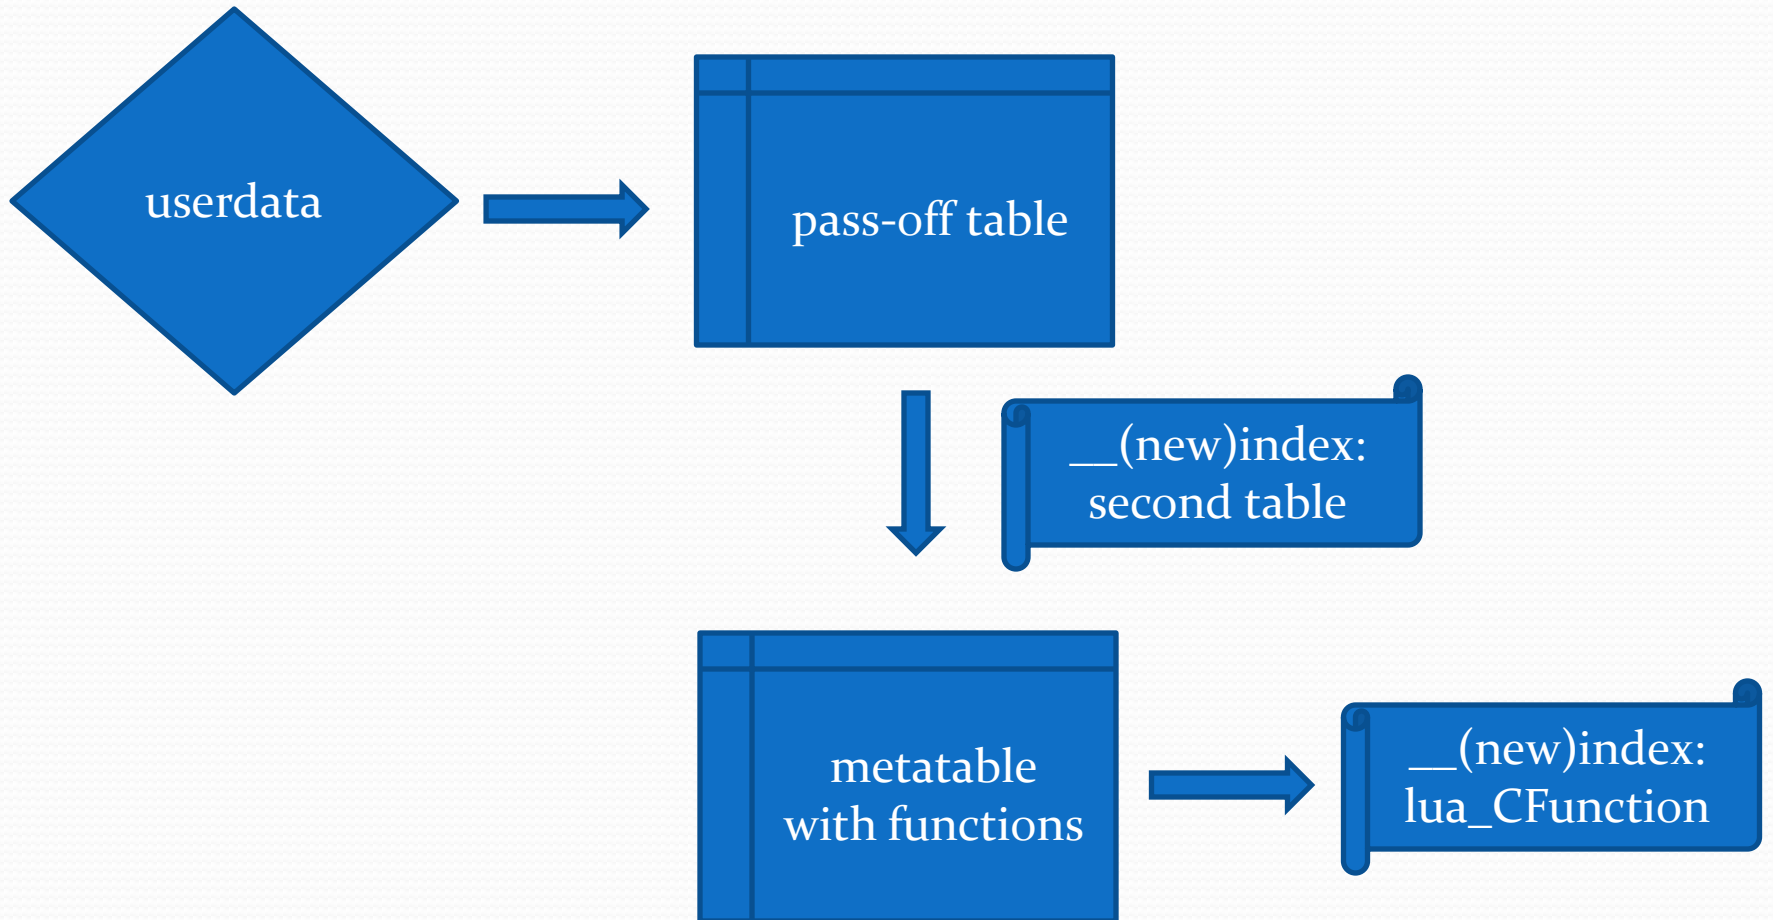 userdata
pass-off table
__(new)index:
second table
metatable
with functions
__(new)index:
lua_CFunction